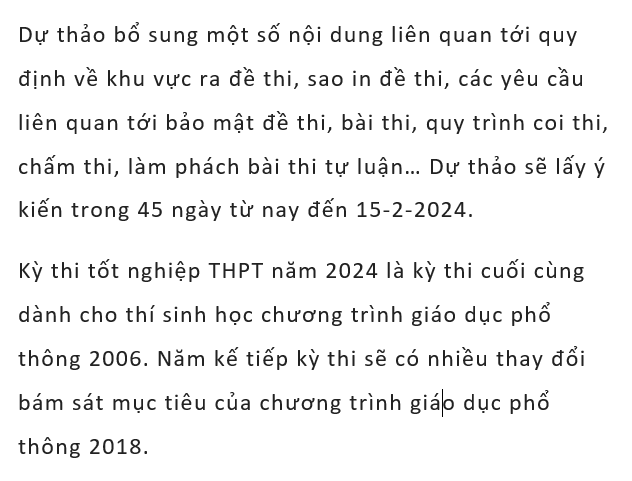 Dự thảo bổ sung một số nội dung liên quan tới quy
định về khu vực ra đề thi, sao in đề thi, các yêu cầu
liên quan tới bảo mật đề thi, bài thi, quy trình coi thi,
chấm thi, làm phách bài thi tự luận... Dự thảo sẽ lấy ý
kiến trong 45 ngày từ nay đến 15-2-2024.
Kỳ thi tốt nghiệp THPT năm 2024 là kỳ thi cuối cùng
dành cho thí sinh học chương trình giáo dục phổ
thông 2006. Năm kế tiếp kỳ thi sẽ có nhiều thay đổi
bám sát mục tiêu của chương trình giáo dục phổ
thông 2018.